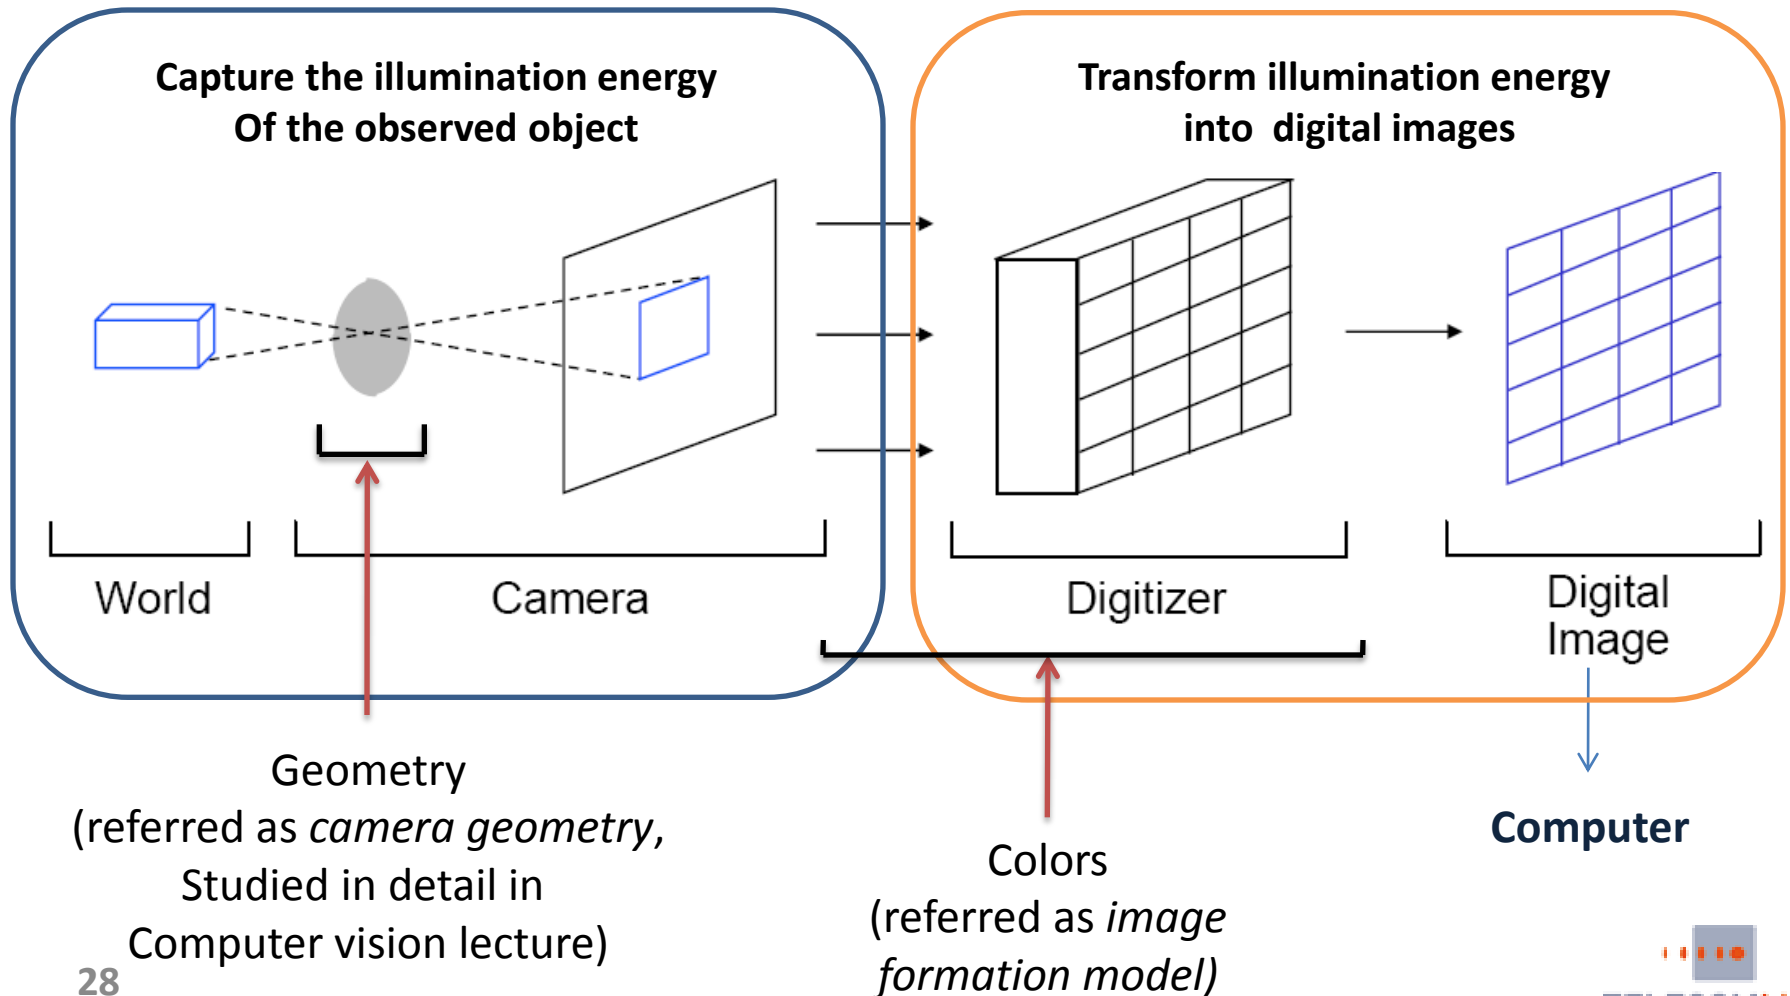 Capture the illumination energy
Of the observed object
Transform illumination energy
into digital images
World
Camera
Digitizer
Digital
Image
Geometry
(referred as camera geometry,
Studied in detail in
Computer vision lecture)
Colors
(referred as image
formation model)
Computer
28